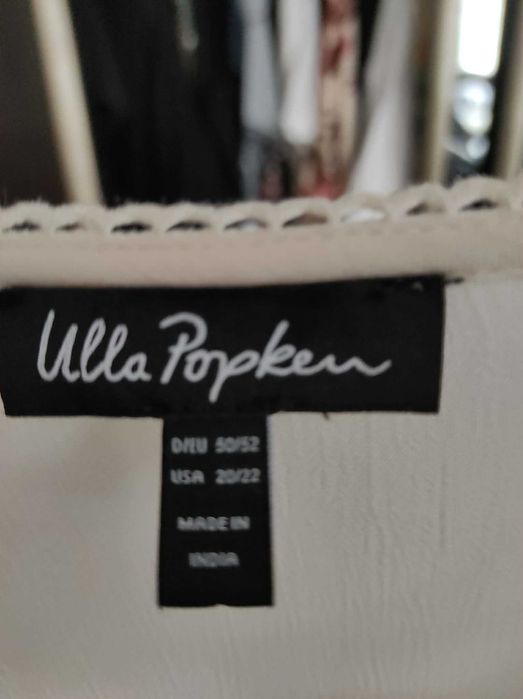 Ulla Popken
D/EU 50/52
USA 20/22
MADE IN
INDIA